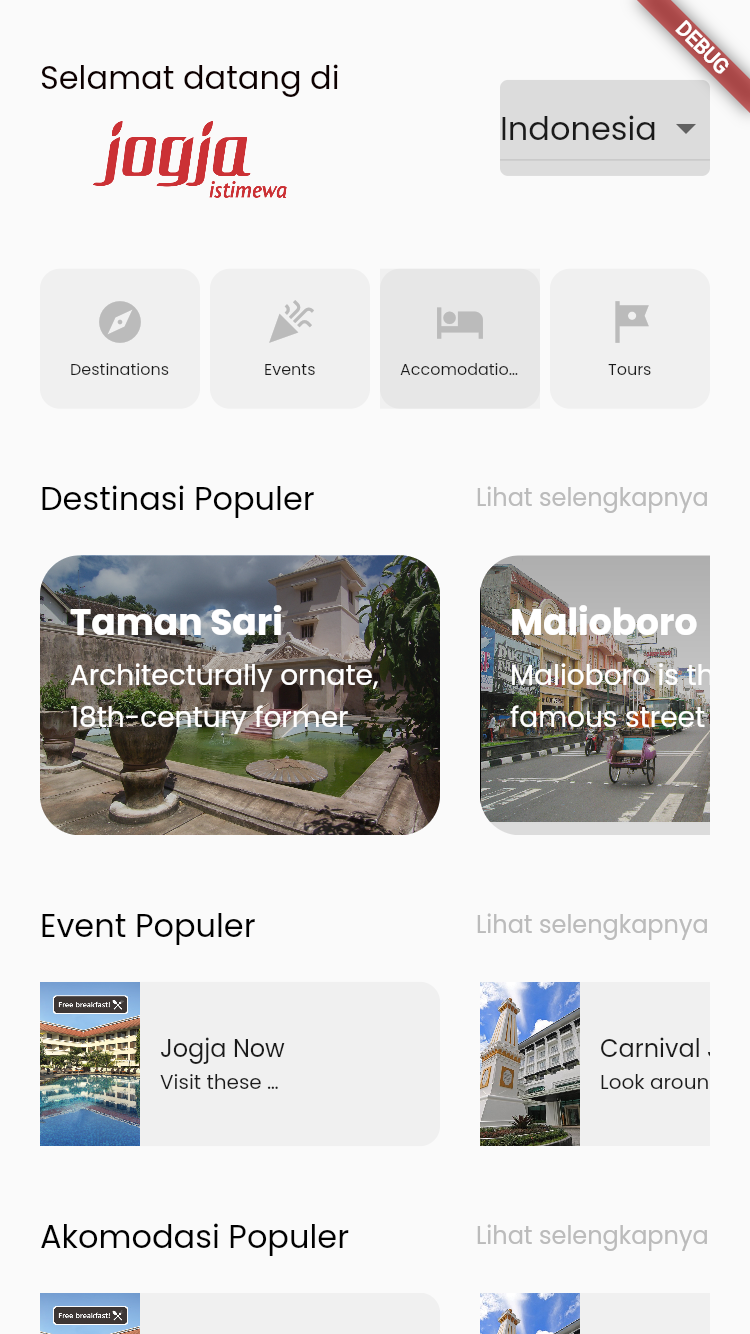 DEBUG
Selamat datang di
jogja
istimewa
Indonesia
Destinations
Events
Accomodatio...
Tours
Destinasi Populer
Lihat selengkapnya
Taman Sari
Architecturally ornate,
18th-century former
Malioboro
Malioboro is th
famous street
Event Populer
Lihat selengkapnya
Free breakfast!
Jogja Now
Visit these ...
Carnival J
Look aroun
Akomodasi Populer
Lihat selengkapnya
Free breakfast!